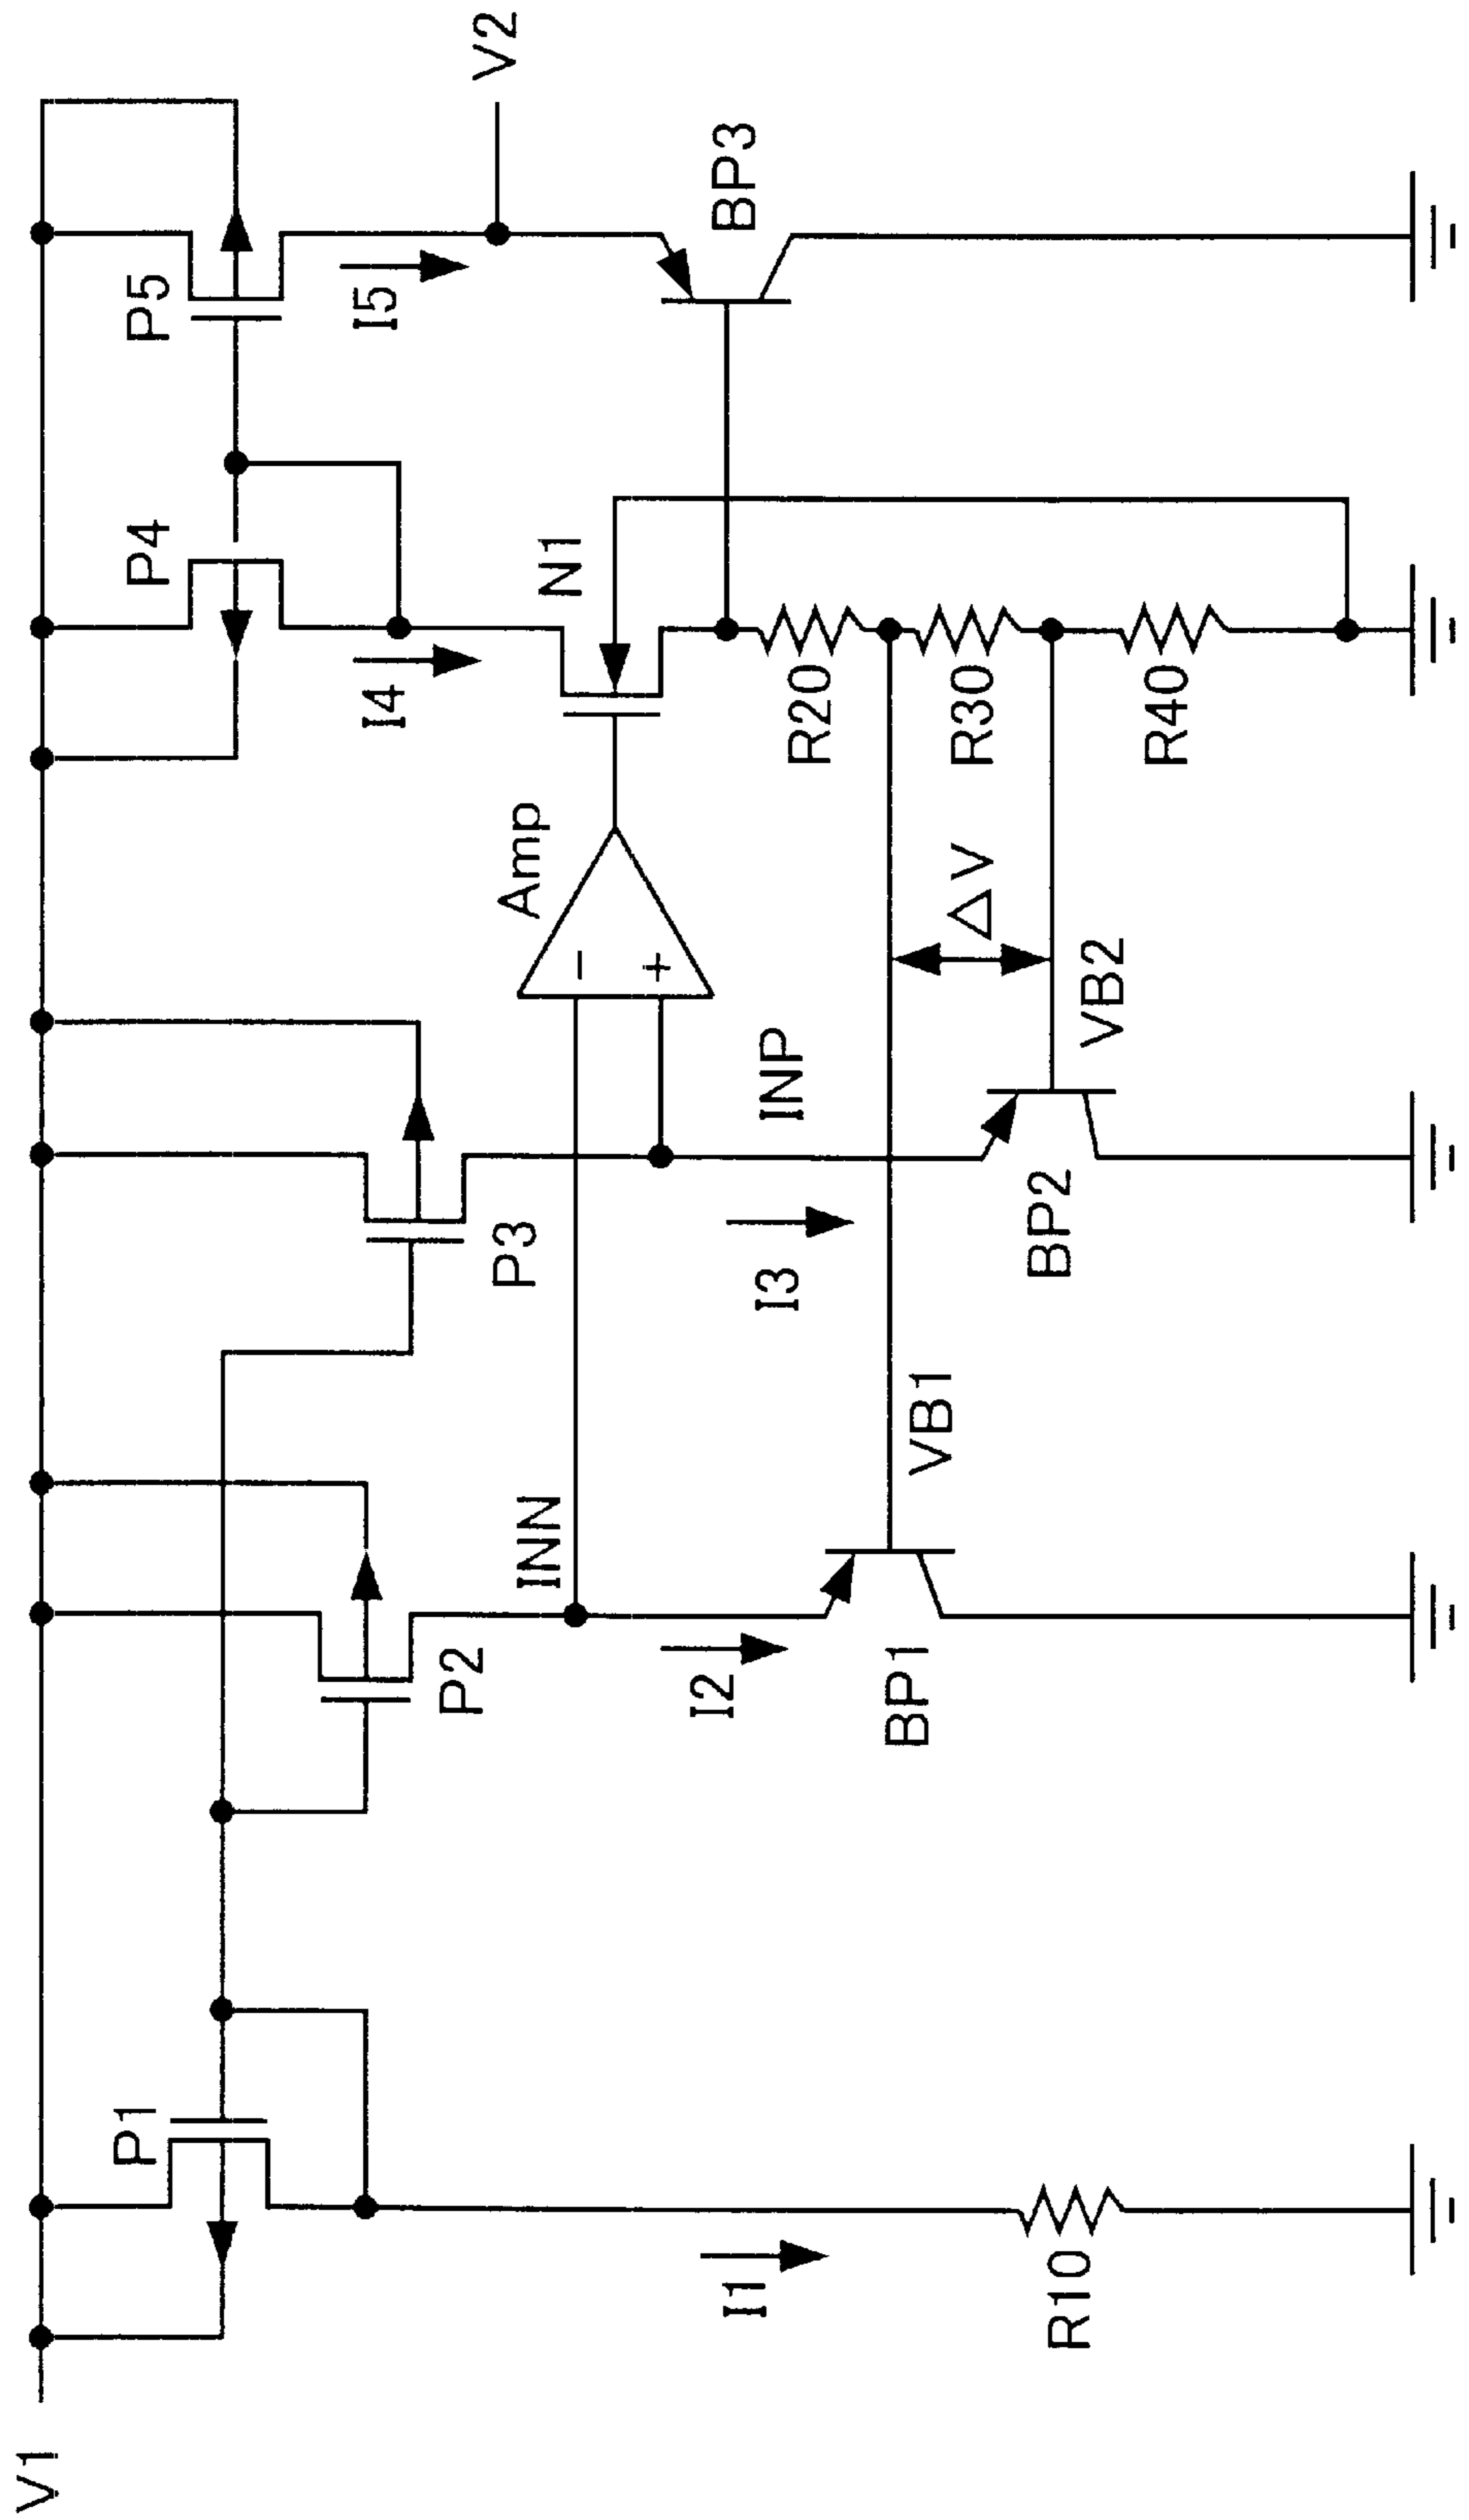 V1
P1
P2
P3
P4
P5
I1
I2
I3
I4
I5
INN
INP
Amp
−
+
N1
V2
BP1
BP2
BP3
VB1
VB2
△V
R10
R20
R30
R40